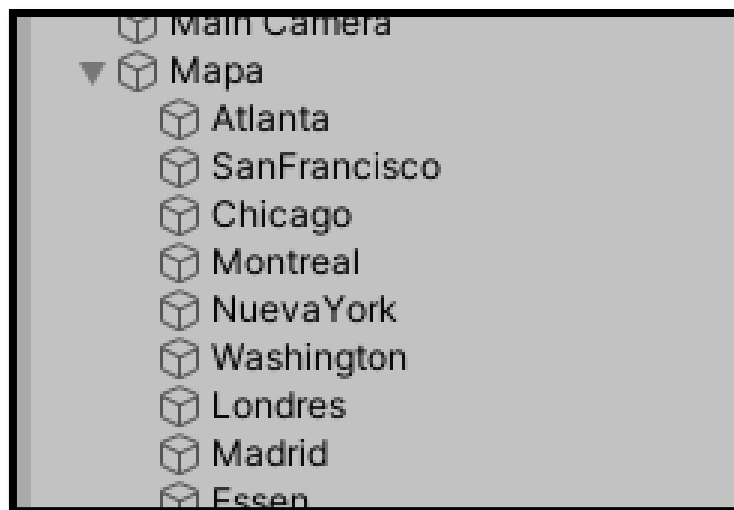 Main Camera
Mapa
Atlanta
SanFrancisco
Chicago
Montreal
NuevaYork
Washington
Londres
Madrid
Essen